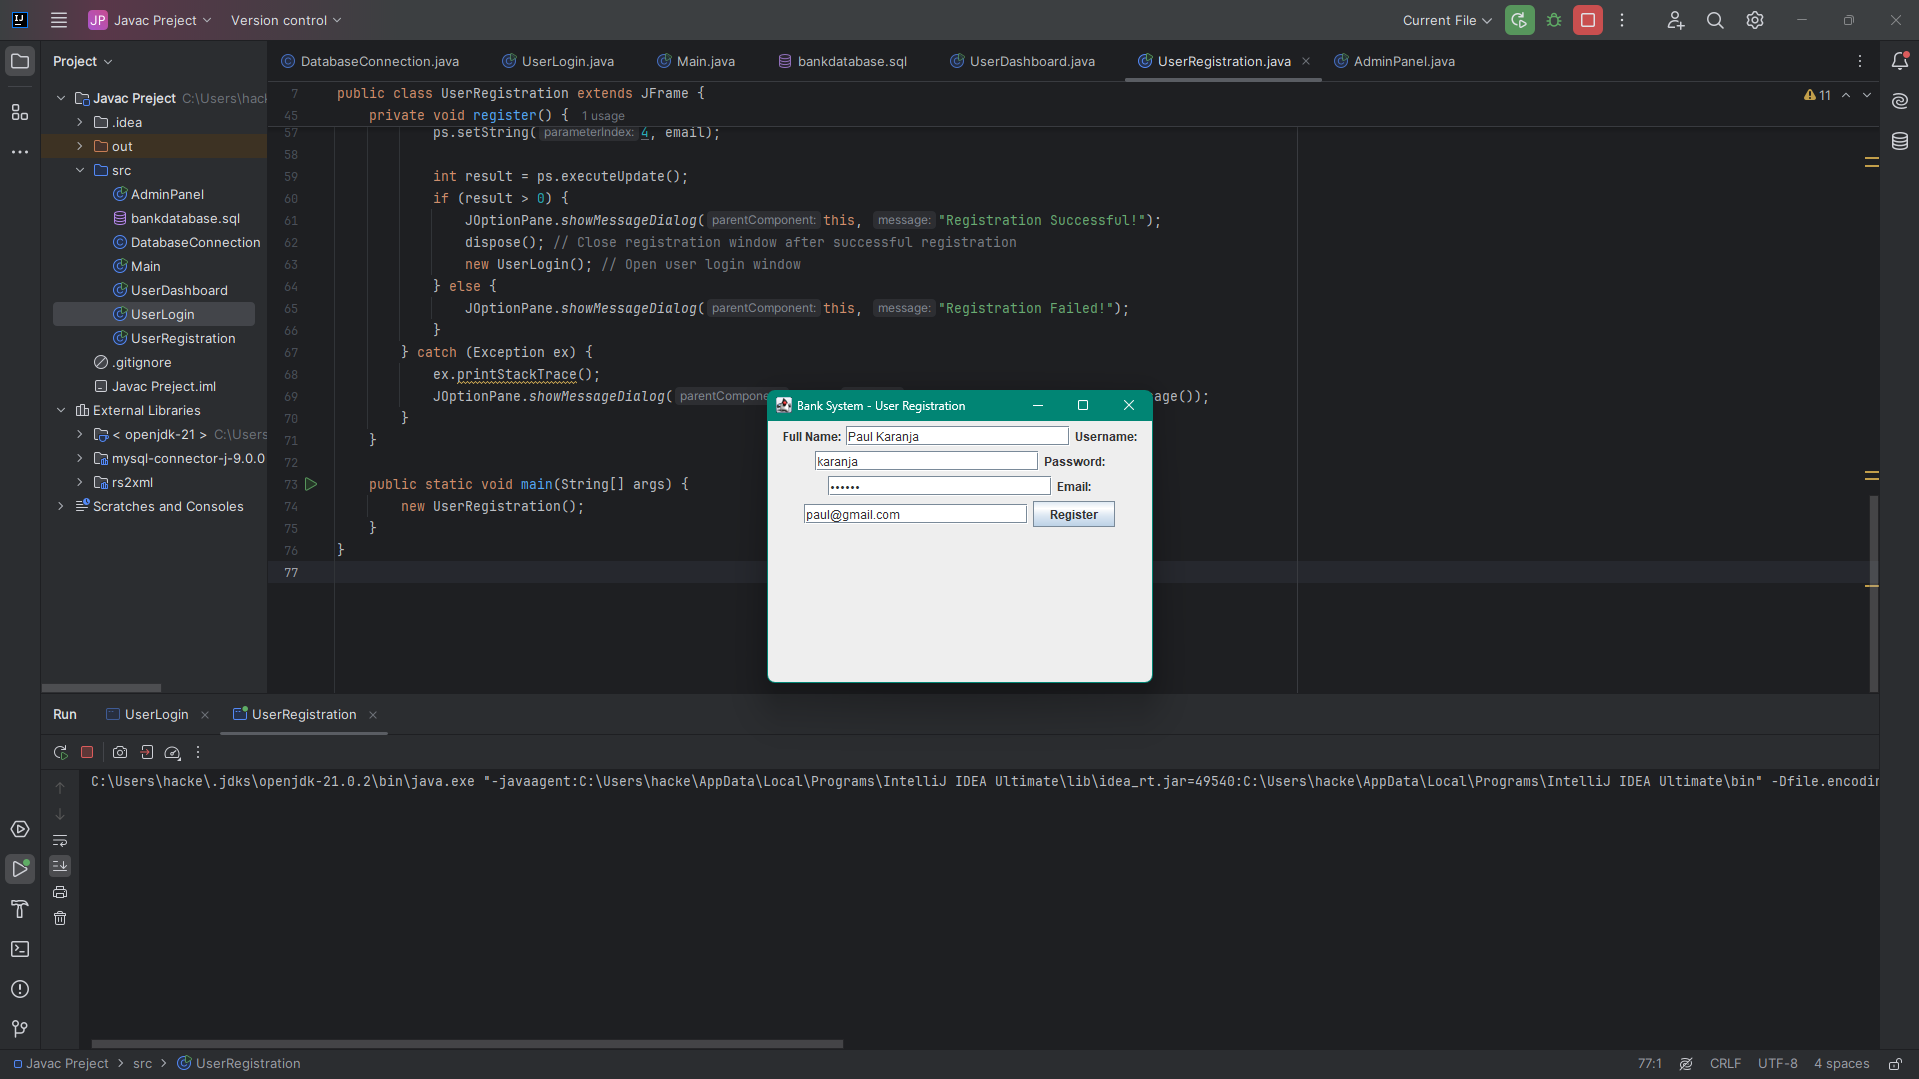 JP Javac Preject Version control Current File
Project
DatabaseConnection.java UserLogin.java Main.java bankdatabase.sql UserDashboard.java UserRegistration.java AdminPanel.java
Javac Preject C:\Users\hack
.idea
out
src
AdminPanel
bankdatabase.sql
DatabaseConnection
Main
UserDashboard
UserLogin
UserRegistration
.gitignore
Javac Preject.iml
External Libraries
< openjdk-21 > C:\Users
mysql-connector-j-9.0.0
rs2xml
Scratches and Consoles
7 public class UserRegistration extends JFrame {
11
45 private void register() { 1 usage
57 ps.setString( parameterIndex: 4, email);
58
59 int result = ps.executeUpdate();
60 if (result > 0) {
61 JOptionPane.showMessageDialog( parentComponent: this, message: "Registration Successful!");
62 dispose(); // Close registration window after successful registration
63 new UserLogin(); // Open user login window
64 } else {
65 JOptionPane.showMessageDialog( parentComponent: this, message: "Registration Failed!");
66 }
67 } catch (Exception ex) {
68 ex.printStackTrace();
69 JOptionPane.showMessageDialog( parentCompone age());
70 }
71 }
72
73 public static void main(String[] args) {
74 new UserRegistration();
75 }
76 }
77
Bank System - User Registration
Full Name: Paul Karanja Username:
karanja Password:
•••••• Email:
paul@gmail.com Register
Run UserLogin UserRegistration
C:\Users\hacke\.jdks\openjdk-21.0.2\bin\java.exe "-javaagent:C:\Users\hacke\AppData\Local\Programs\IntelliJ IDEA Ultimate\lib\idea_rt.jar=49540:C:\Users\hacke\AppData\Local\Programs\IntelliJ IDEA Ultimate\bin" -Dfile.encodin
Javac Preject > src > UserRegistration 77:1 CRLF UTF-8 4 spaces